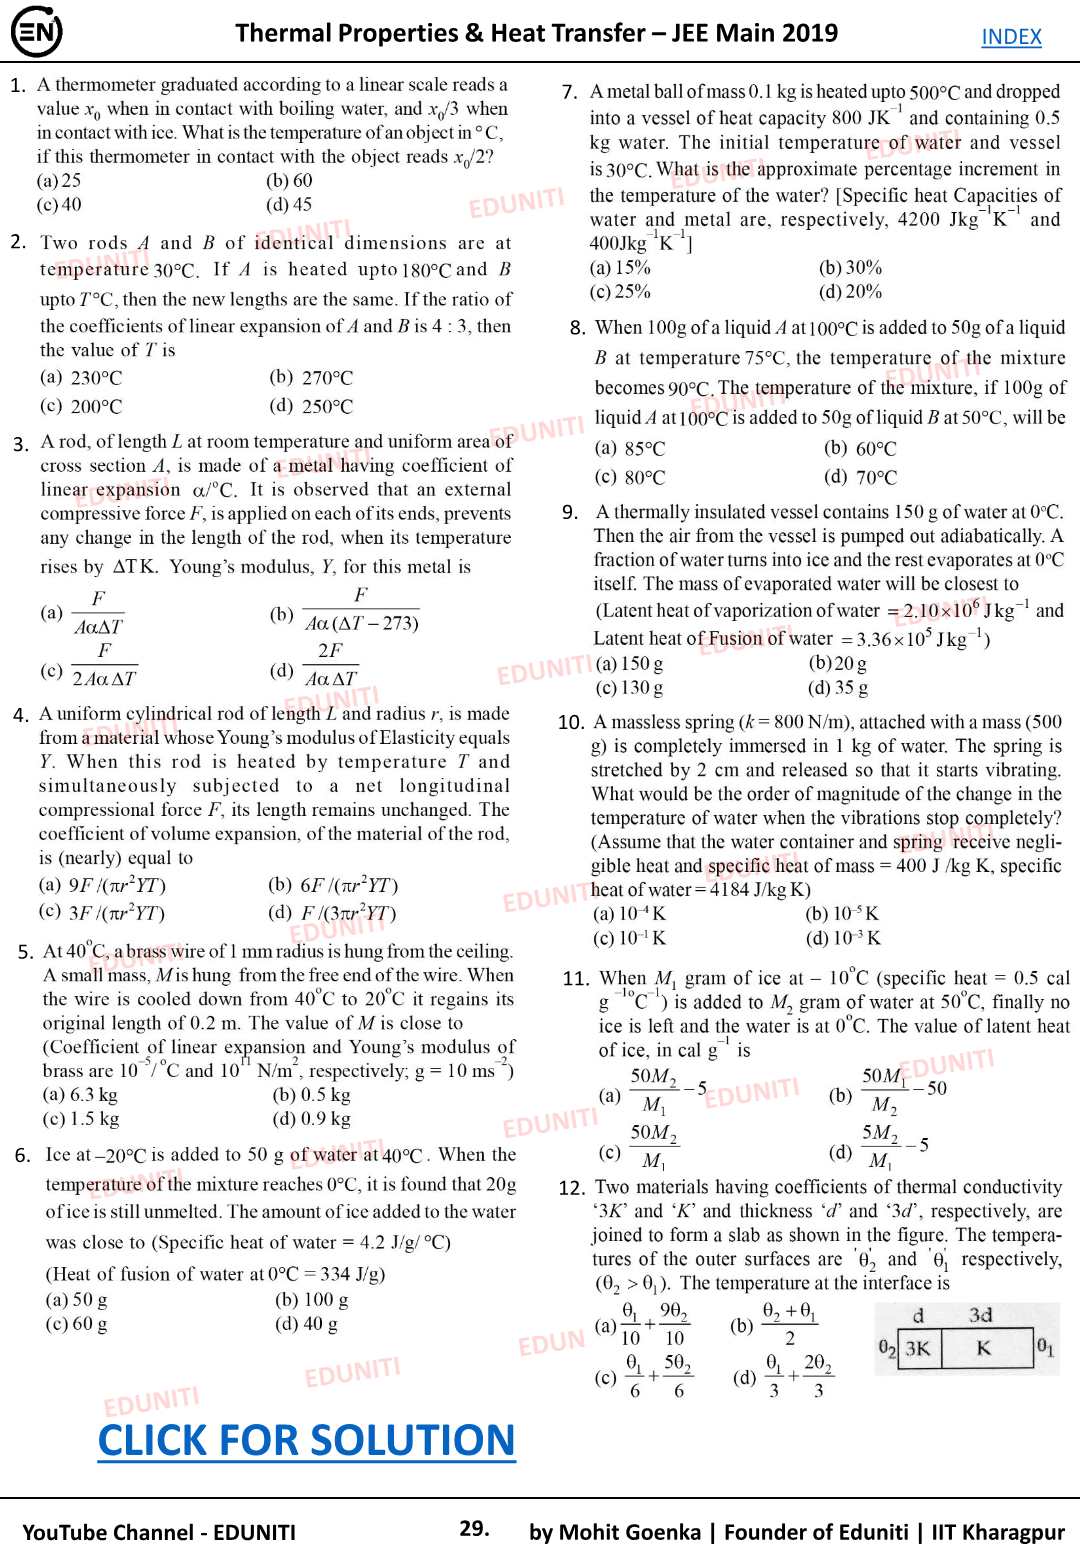 EN
Thermal Properties & Heat Transfer – JEE Main 2019
INDEX
1. A thermometer graduated according to a linear scale reads a
value x₀ when in contact with boiling water, and x₀/3 when
in contact with ice. What is the temperature of an object in °C,
if this thermometer in contact with the object reads x₀/2?
(a) 25 (b) 60
(c) 40 (d) 45
2. Two rods A and B of identical dimensions are at
temperature 30°C. If A is heated upto 180°C and B
upto T°C, then the new lengths are the same. If the ratio of
the coefficients of linear expansion of A and B is 4 : 3, then
the value of T is
(a) 230°C (b) 270°C
(c) 200°C (d) 250°C
3. A rod, of length L at room temperature and uniform area of
cross section A, is made of a metal having coefficient of
linear expansion α/°C. It is observed that an external
compressive force F, is applied on each of its ends, prevents
any change in the length of the rod, when its temperature
rises by ΔT K. Young's modulus, Y, for this metal is
(a) F/(AαΔT) (b) F/(Aα(ΔT – 273))
(c) F/(2AαΔT) (d) 2F/(AαΔT)
4. A uniform cylindrical rod of length L and radius r, is made
from a material whose Young's modulus of Elasticity equals
Y. When this rod is heated by temperature T and
simultaneously subjected to a net longitudinal
compressional force F, its length remains unchanged. The
coefficient of volume expansion, of the material of the rod,
is (nearly) equal to
(a) 9F/(πr²YT) (b) 6F/(πr²YT)
(c) 3F/(πr²YT) (d) F/(3πr²YT)
5. At 40°C, a brass wire of 1 mm radius is hung from the ceiling.
A small mass, M is hung from the free end of the wire. When
the wire is cooled down from 40°C to 20°C it regains its
original length of 0.2 m. The value of M is close to
(Coefficient of linear expansion and Young's modulus of
brass are 10⁻⁵/°C and 10¹¹ N/m², respectively; g = 10 ms⁻²)
(a) 6.3 kg (b) 0.5 kg
(c) 1.5 kg (d) 0.9 kg
6. Ice at –20°C is added to 50 g of water at 40°C. When the
temperature of the mixture reaches 0°C, it is found that 20g
of ice is still unmelted. The amount of ice added to the water
was close to (Specific heat of water = 4.2 J/g/°C)
(Heat of fusion of water at 0°C = 334 J/g)
(a) 50 g (b) 100 g
(c) 60 g (d) 40 g
7. A metal ball of mass 0.1 kg is heated upto 500°C and dropped
into a vessel of heat capacity 800 JK⁻¹ and containing 0.5
kg water. The initial temperature of water and vessel
is 30°C. What is the approximate percentage increment in
the temperature of the water? [Specific heat Capacities of
water and metal are, respectively, 4200 Jkg⁻¹K⁻¹ and
400Jkg⁻¹K⁻¹]
(a) 15% (b) 30%
(c) 25% (d) 20%
8. When 100g of a liquid A at 100°C is added to 50g of a liquid
B at temperature 75°C, the temperature of the mixture
becomes 90°C. The temperature of the mixture, if 100g of
liquid A at 100°C is added to 50g of liquid B at 50°C, will be
(a) 85°C (b) 60°C
(c) 80°C (d) 70°C
9. A thermally insulated vessel contains 150 g of water at 0°C.
Then the air from the vessel is pumped out adiabatically. A
fraction of water turns into ice and the rest evaporates at 0°C
itself. The mass of evaporated water will be closest to
(Latent heat of vaporization of water = 2.10×10⁶ J kg⁻¹ and
Latent heat of Fusion of water = 3.36×10⁵ J kg⁻¹)
(a) 150 g (b) 20 g
(c) 130 g (d) 35 g
10. A massless spring (k = 800 N/m), attached with a mass (500
g) is completely immersed in 1 kg of water. The spring is
stretched by 2 cm and released so that it starts vibrating.
What would be the order of magnitude of the change in the
temperature of water when the vibrations stop completely?
(Assume that the water container and spring receive negli-
gible heat and specific heat of mass = 400 J /kg K, specific
heat of water = 4184 J/kg K)
(a) 10⁻⁴ K (b) 10⁻⁵ K
(c) 10⁻¹ K (d) 10⁻³ K
11. When M₁ gram of ice at – 10°C (specific heat = 0.5 cal
g⁻¹°C⁻¹) is added to M₂ gram of water at 50°C, finally no
ice is left and the water is at 0°C. The value of latent heat
of ice, in cal g⁻¹ is
(a) 50M₂/M₁ – 5 (b) 50M₁/M₂ – 50
(c) 50M₂/M₁ (d) 5M₂/M₁ – 5
12. Two materials having coefficients of thermal conductivity
'3K' and 'K' and thickness 'd' and '3d', respectively, are
joined to form a slab as shown in the figure. The tempera-
tures of the outer surfaces are 'θ₂' and 'θ₁' respectively,
(θ₂ > θ₁). The temperature at the interface is
(a) θ₁/10 + 9θ₂/10 (b) (θ₂ + θ₁)/2
(c) θ₁/6 + 5θ₂/6 (d) θ₁/3 + 2θ₂/3
d 3d
θ₂ 3K K θ₁
CLICK FOR SOLUTION
YouTube Channel - EDUNITI
29.
by Mohit Goenka | Founder of Eduniti | IIT Kharagpur